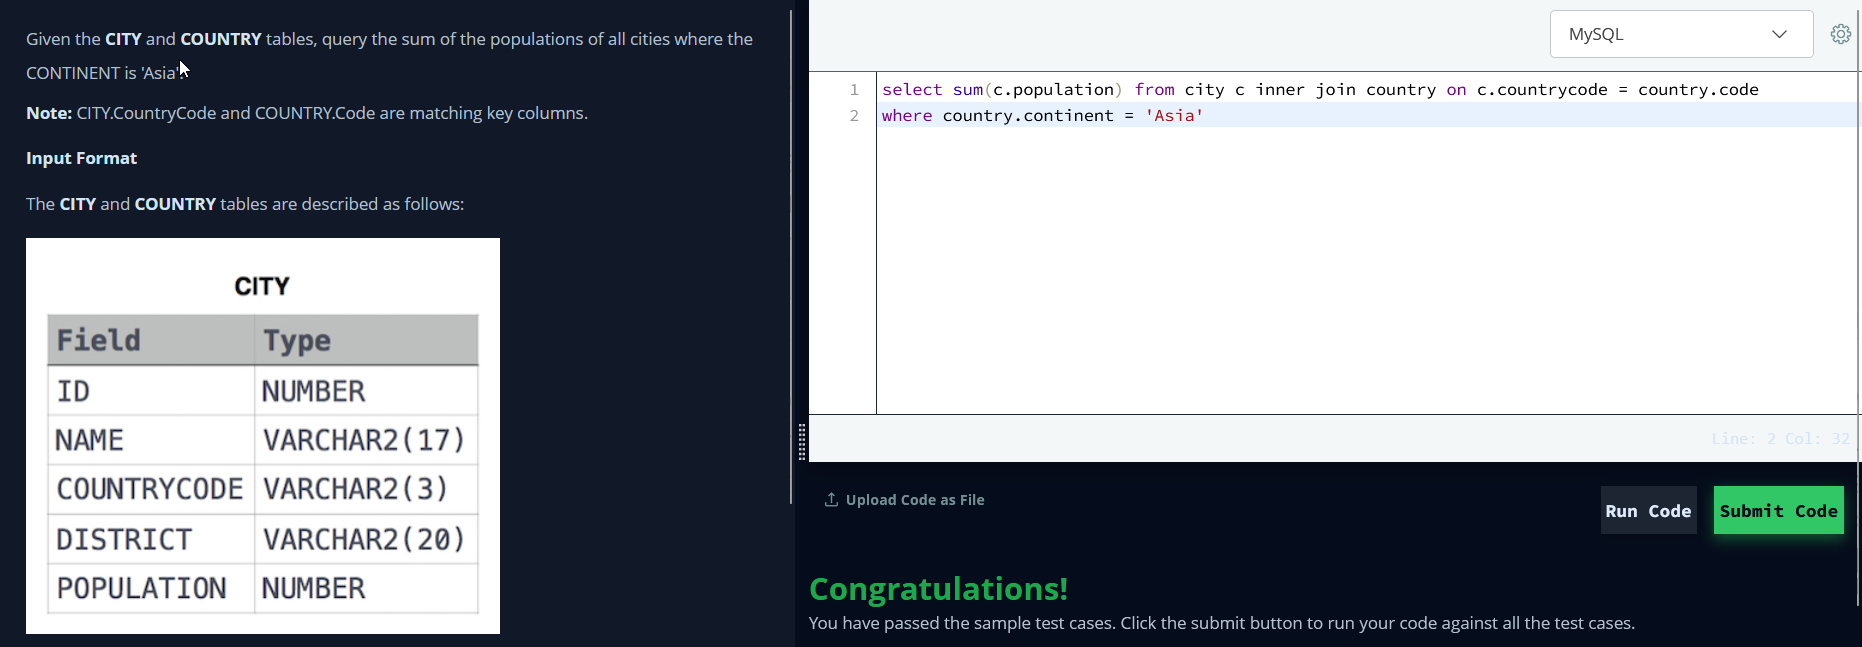 Given the CITY and COUNTRY tables, query the sum of the populations of all cities where the
CONTINENT is 'Asia'.
Note: CITY.CountryCode and COUNTRY.Code are matching key columns.
Input Format
The CITY and COUNTRY tables are described as follows:
CITY
Field Type
ID NUMBER
NAME VARCHAR2(17)
COUNTRYCODE VARCHAR2(3)
DISTRICT VARCHAR2(20)
POPULATION NUMBER
MySQL
1 select sum(c.population) from city c inner join country on c.countrycode = country.code
2 where country.continent = 'Asia'
Line: 2 Col: 32
Upload Code as File
Run Code
Submit Code
Congratulations!
You have passed the sample test cases. Click the submit button to run your code against all the test cases.